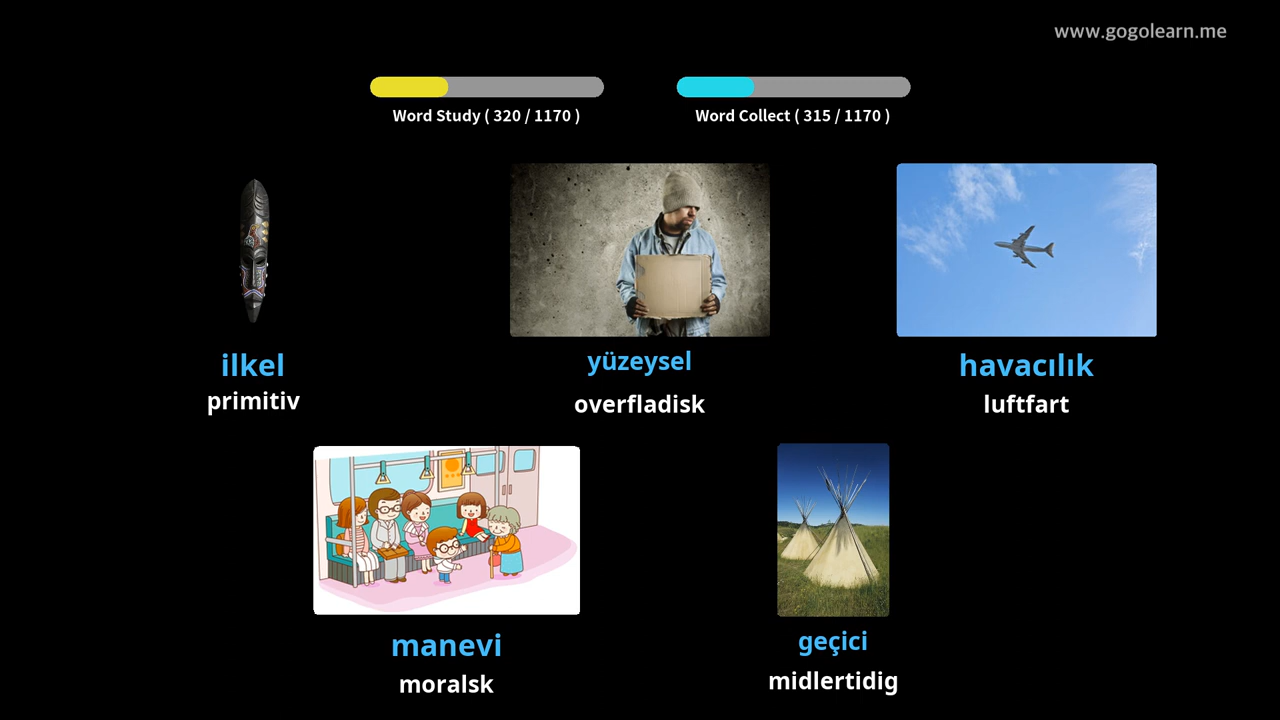 www.gogolearn.me
Word Study ( 320 / 1170 )
Word Collect ( 315 / 1170 )
ilkel
primitiv
yüzeysel
overfladisk
havacılık
luftfart
manevi
moralsk
geçici
midlertidig